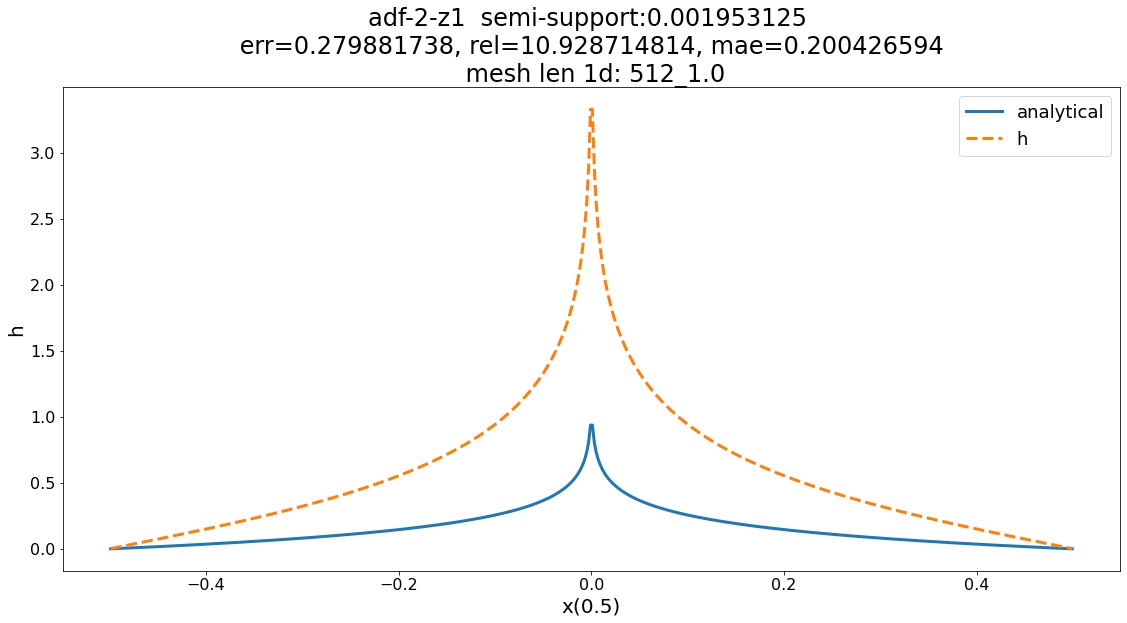 adf-2-z1  semi-support:0.001953125
err=0.279881738, rel=10.928714814, mae=0.200426594
mesh len 1d: 512_1.0
analytical
h
h
3.0
2.5
2.0
1.5
1.0
0.5
0.0
−0.4
−0.2
0.0
0.2
0.4
x(0.5)